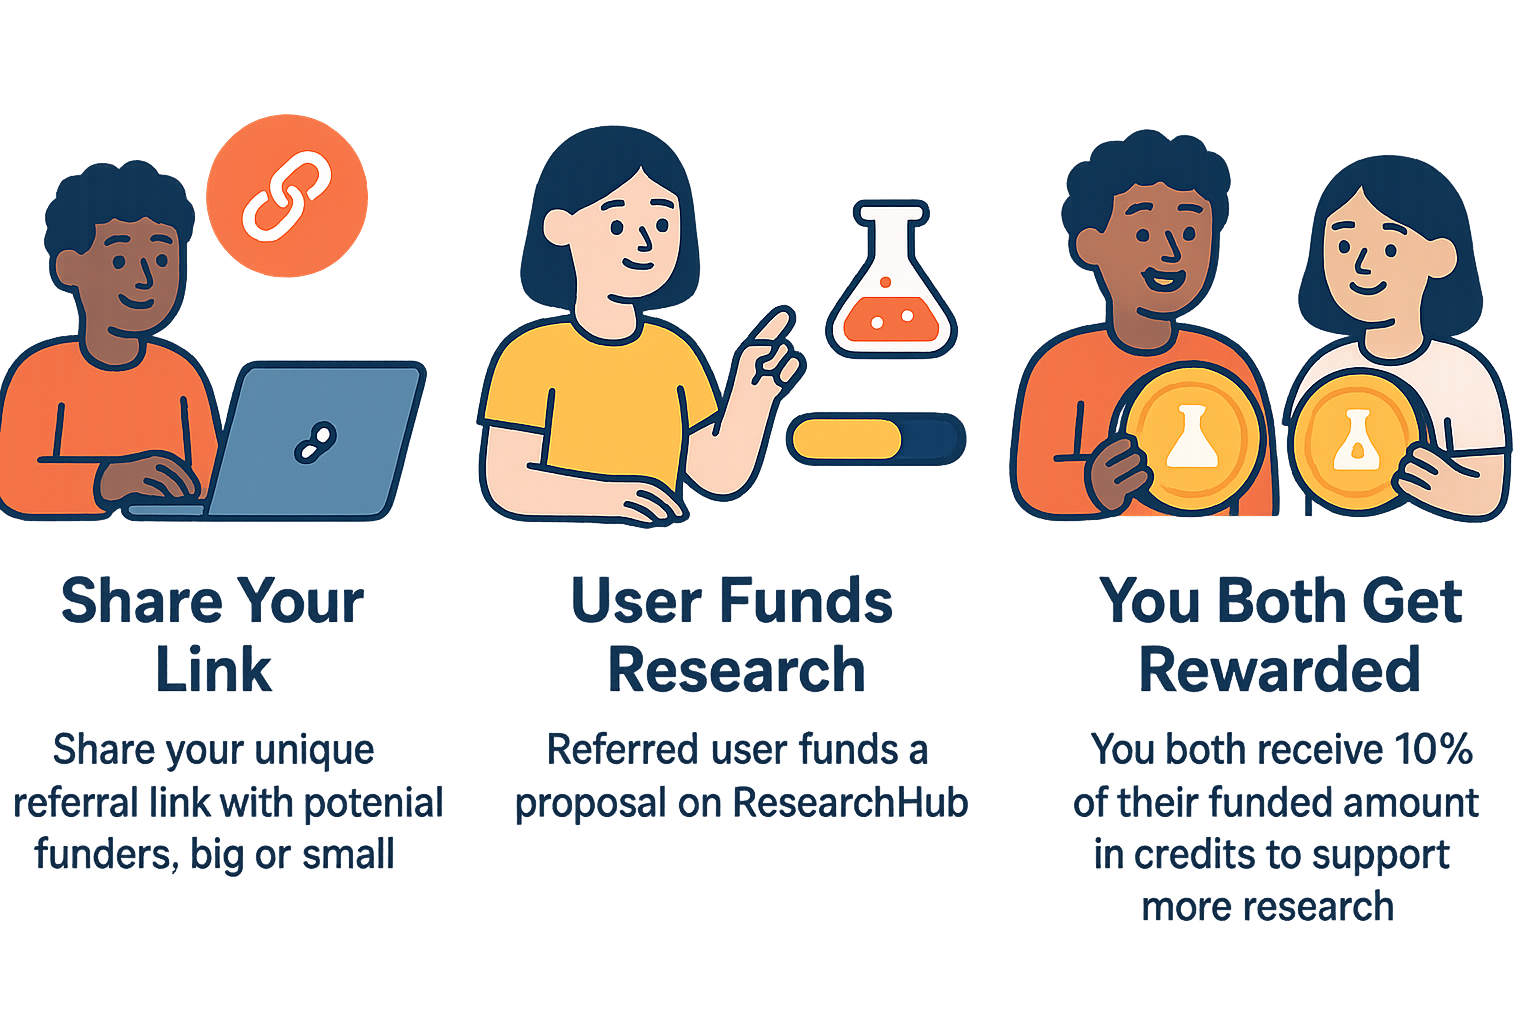 Share Your
Link
Share your unique
referral link with potenial
funders, big or small
User Funds
Research
Referred user funds a
proposal on ResearchHub
You Both Get
Rewarded
You both receive 10%
of their funded amount
in credits to support
more research